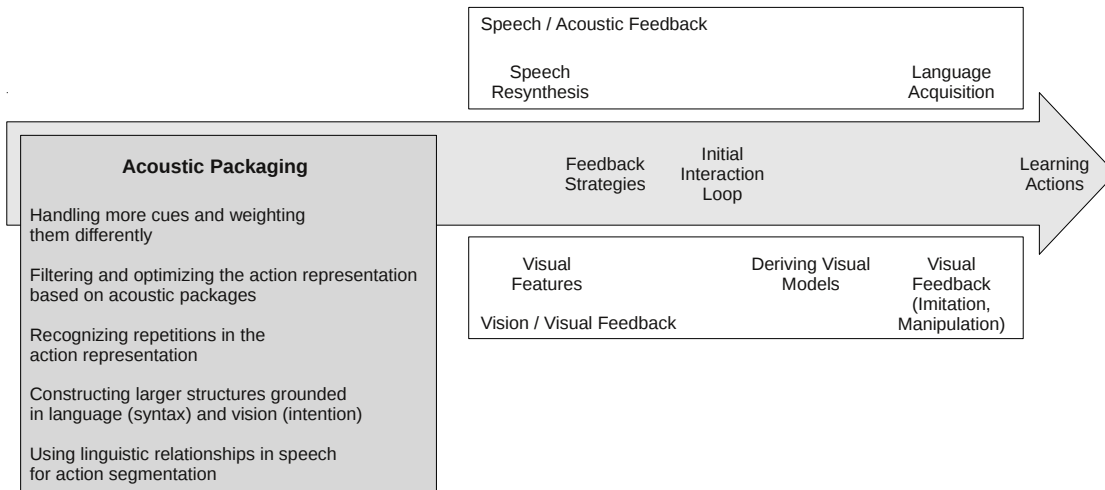 Speech / Acoustic Feedback
Speech
Resynthesis
Language
Acquisition
Acoustic Packaging
Handling more cues and weighting
them differently
Filtering and optimizing the action representation
based on acoustic packages
Recognizing repetitions in the
action representation
Constructing larger structures grounded
in language (syntax) and vision (intention)
Using linguistic relationships in speech
for action segmentation
Feedback
Strategies
Initial
Interaction
Loop
Learning
Actions
Visual
Features
Deriving Visual
Models
Visual
Feedback
(Imitation,
Manipulation)
Vision / Visual Feedback